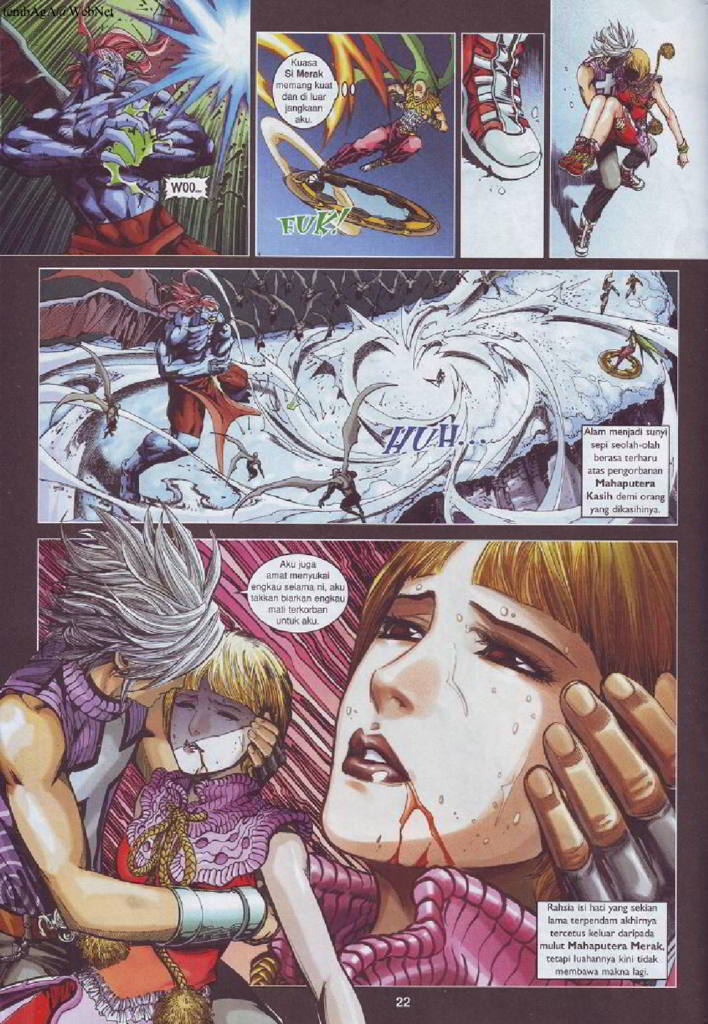 tenthAgA@WebNet
WOO...
Kuasa
Si Merak
memang kuat
dan di luar
jangkaan
aku.
FUK!
HUH...
Alam menjadi sunyi
sepi seolah-olah
berasa terharu
atas pengorbanan
Mahaputera
Kasih demi orang
yang dikasihinya.
Aku juga
amat menyukai
engkau selama ni, aku
takkan biarkan engkau
mati terkorban
untuk aku.
Rahsia isi hati yang sekian
lama terpendam akhirnya
tercetus keluar daripada
mulut Mahaputera Merak,
tetapi luahannya kini tidak
membawa makna lagi.
22